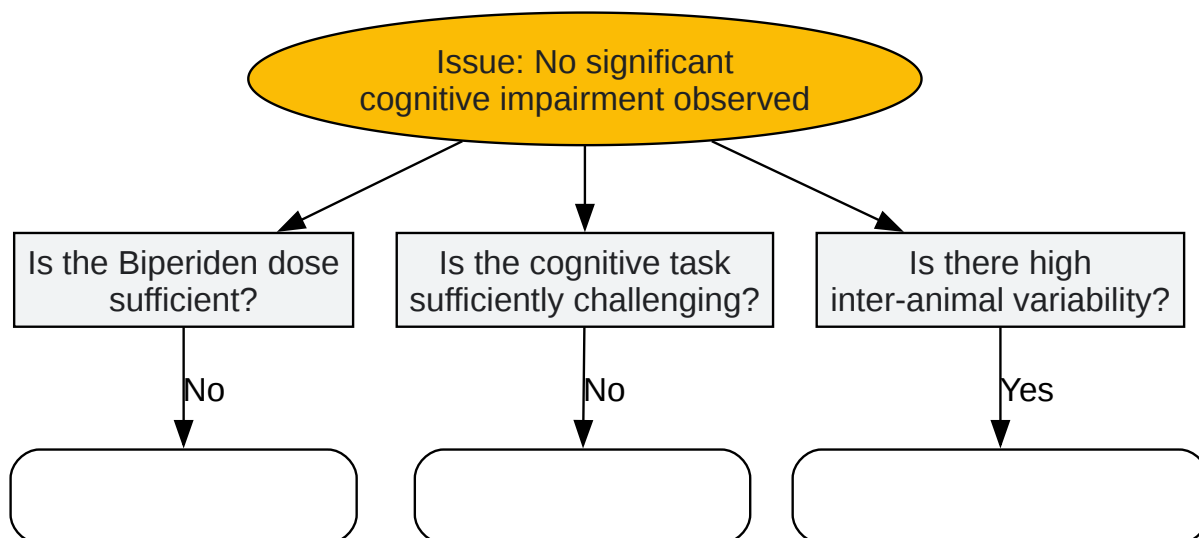 Issue: No significant
cognitive impairment observed
Is the Biperiden dose
sufficient?
Is the cognitive task
sufficiently challenging?
Is there high
inter-animal variability?
No
No
Yes